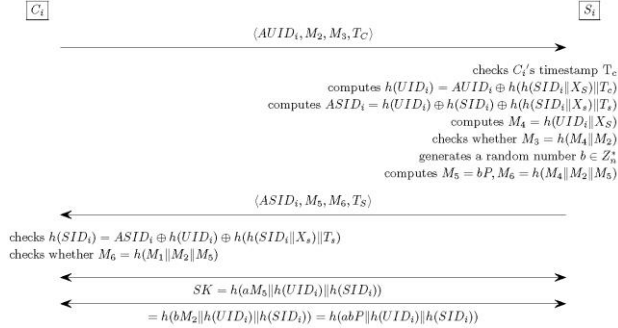 C_i S_i
⟨AUID_i, M_2, M_3, T_C⟩
checks C_i's timestamp T_c
computes h(UID_i) = AUID_i ⊕ h(h(SID_i‖X_S)‖T_c)
computes ASID_i = h(UID_i) ⊕ h(SID_i) ⊕ h(h(SID_i‖X_s)‖T_s)
computes M_4 = h(UID_i‖X_S)
checks whether M_3 = h(M_4‖M_2)
generates a random number b ∈ Z_n^*
computes M_5 = bP, M_6 = h(M_4‖M_2‖M_5)
⟨ASID_i, M_5, M_6, T_S⟩
checks h(SID_i) = ASID_i ⊕ h(UID_i) ⊕ h(h(SID_i‖X_s)‖T_s)
checks whether M_6 = h(M_1‖M_2‖M_5)
SK = h(aM_5‖h(UID_i)‖h(SID_i))
= h(bM_2‖h(UID_i)‖h(SID_i)) = h(abP‖h(UID_i)‖h(SID_i))